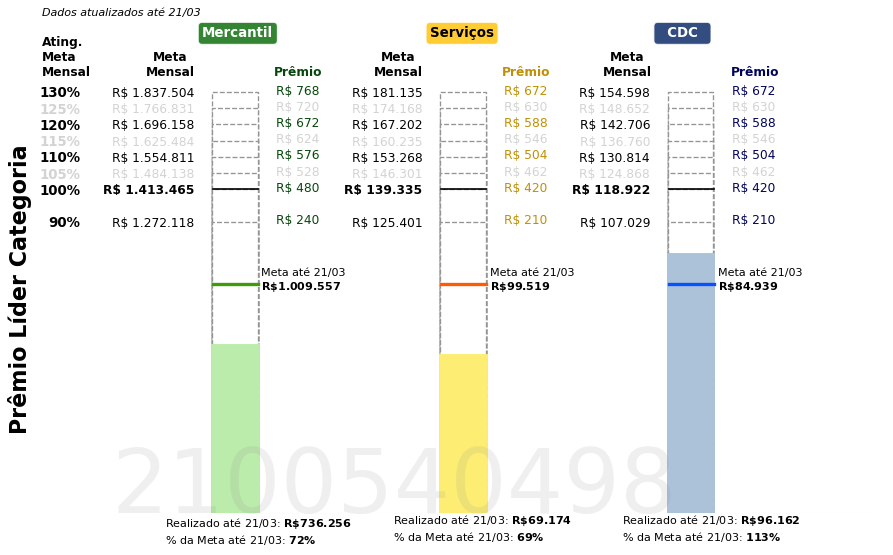 Dados atualizados até 21/03
Mercantil Serviços CDC
Ating. Meta Mensal
Meta Mensal Prêmio Meta Mensal Prêmio Meta Mensal Prêmio
130% R$ 1.837.504 R$ 768 R$ 181.135 R$ 672 R$ 154.598 R$ 672
125% R$ 1.766.831 R$ 720 R$ 174.168 R$ 630 R$ 148.652 R$ 630
120% R$ 1.696.158 R$ 672 R$ 167.202 R$ 588 R$ 142.706 R$ 588
115% R$ 1.625.484 R$ 624 R$ 160.235 R$ 546 R$ 136.760 R$ 546
110% R$ 1.554.811 R$ 576 R$ 153.268 R$ 504 R$ 130.814 R$ 504
105% R$ 1.484.138 R$ 528 R$ 146.301 R$ 462 R$ 124.868 R$ 462
100% R$ 1.413.465 R$ 480 R$ 139.335 R$ 420 R$ 118.922 R$ 420
90% R$ 1.272.118 R$ 240 R$ 125.401 R$ 210 R$ 107.029 R$ 210
Prêmio Líder Categoria
Meta até 21/03 Meta até 21/03 Meta até 21/03
R$1.009.557 R$99.519 R$84.939
2100540498
Realizado até 21/03: R$736.256 Realizado até 21/03: R$69.174 Realizado até 21/03: R$96.162
% da Meta até 21/03: 72% % da Meta até 21/03: 69% % da Meta até 21/03: 113%